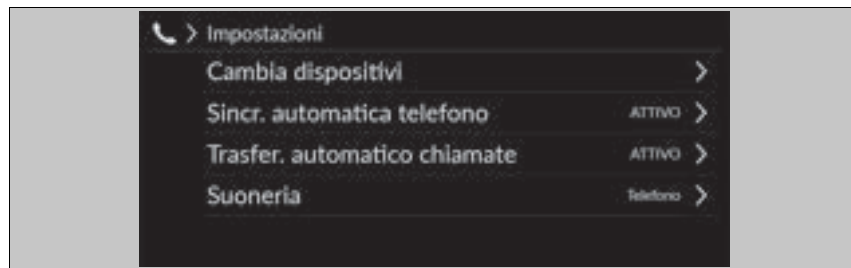 Impostazioni
Cambia dispositivi
Sincr. automatica telefono ATTIVO
Trasfer. automatico chiamate ATTIVO
Suoneria Telefono